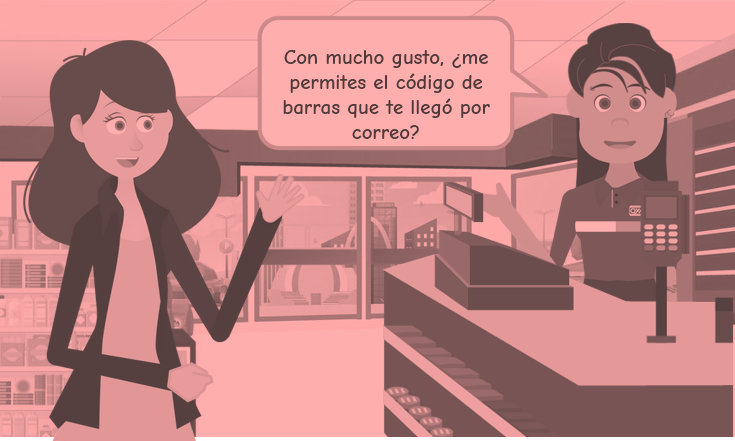 Con mucho gusto, ¿me
permites el código de
barras que te llegó por
correo?